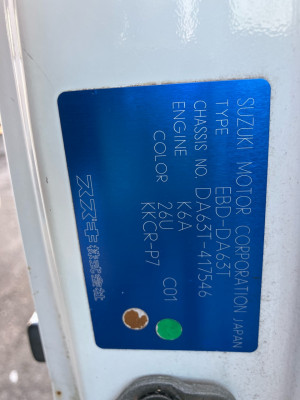 SUZUKI MOTOR CORPORATION JAPAN
TYPE EBD-DA63T
CHASSIS NO. DA63T-417546
ENGINE K6A
COLOR 26U C01
KKCR-P7
スズキ株式会社